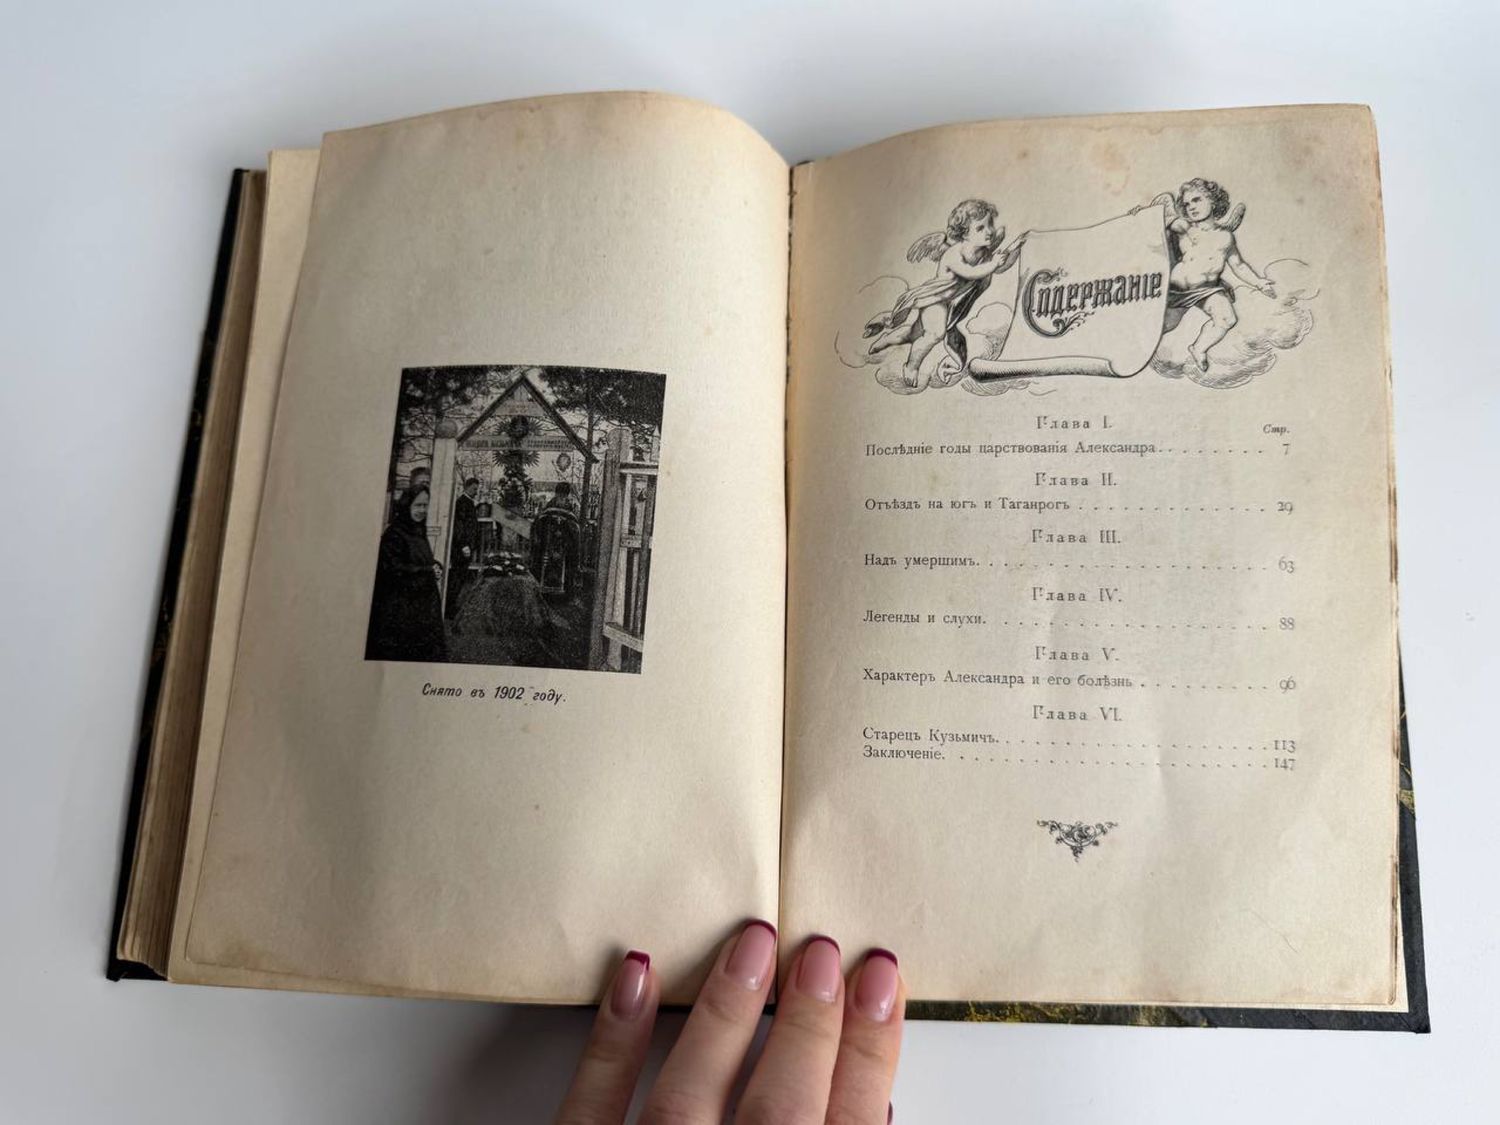 Снято въ 1902 году.
Содержаніе
Глава I.
Стр.
Послѣдніе годы царствованія Александра. . . . . . . . 7
Глава II.
Отъѣздъ на югъ и Таганрогъ . . . . . . . . . . . . . 29
Глава III.
Надъ умершимъ. . . . . . . . . . . . . . . . . . . . 63
Глава IV.
Легенды и слухи. . . . . . . . . . . . . . . . . . . 88
Глава V.
Характеръ Александра и его болѣзнь . . . . . . . . . 96
Глава VI.
Старецъ Кузьмичъ. . . . . . . . . . . . . . . . . . 113
Заключеніе. . . . . . . . . . . . . . . . . . . . . 147